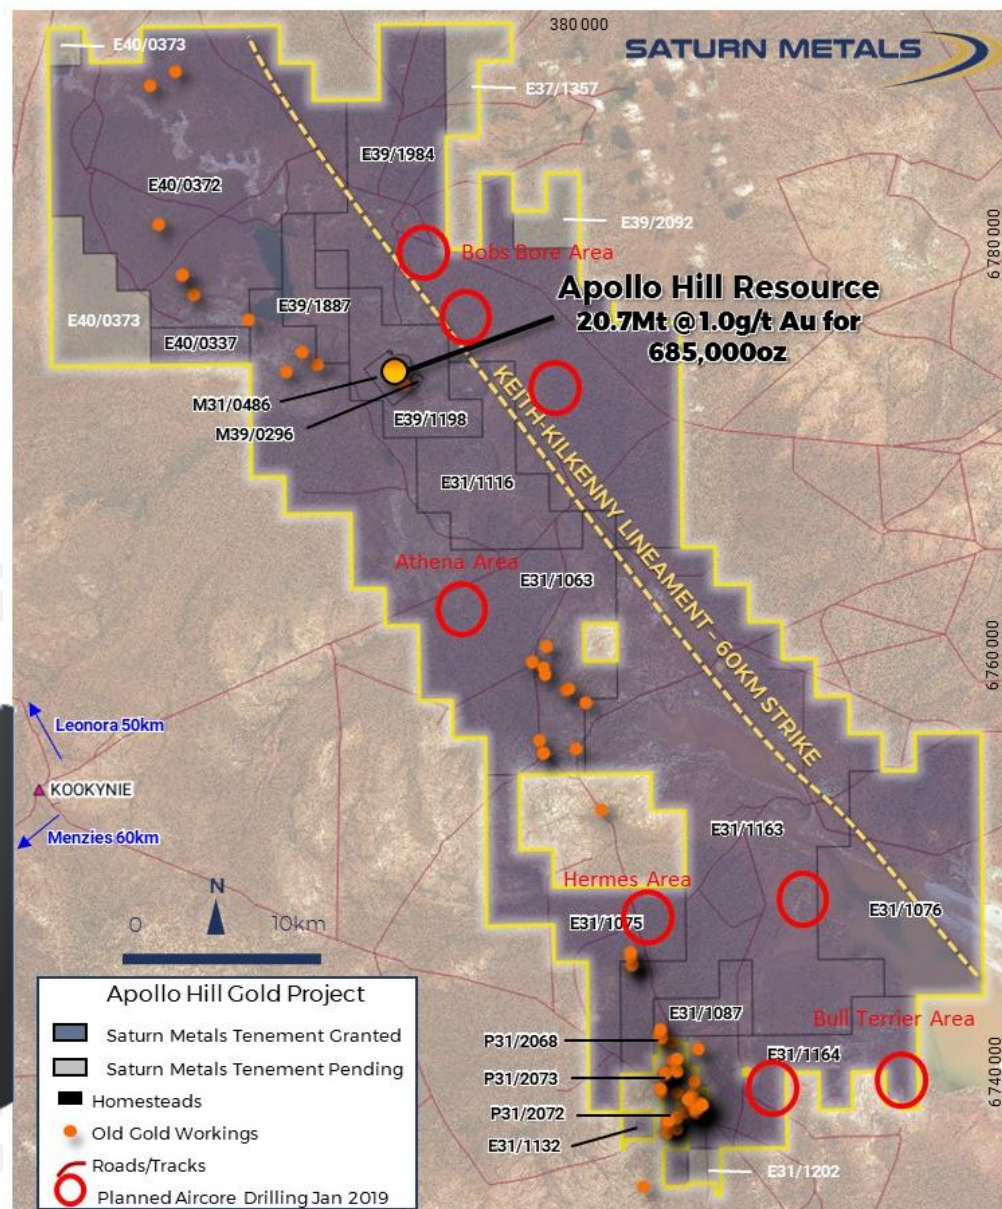 380 000
SATURN METALS
E40/0373
E37/1357
E39/1984
E40/0372
E39/2092
6 780 000
Bobs Bore Area
Apollo Hill Resource
20.7Mt @1.0g/t Au for
685,000oz
E39/1887
E40/0373
E40/0337
M31/0486
M39/0296
E39/1198
KEITH-KILKENNY LINEAMENT - 60KM STRIKE
E31/1116
Athena Area
E31/1063
6 760 000
Leonora 50km
KOOKYNIE
Menzies 60km
E31/1163
Hermes Area
E31/1075
E31/1076
N
0 10km
E31/1087
Bull Terrier Area
P31/2068
E31/1164
P31/2073
6 740 000
P31/2072
E31/1132
E31/1202
Apollo Hill Gold Project
Saturn Metals Tenement Granted
Saturn Metals Tenement Pending
Homesteads
Old Gold Workings
Roads/Tracks
Planned Aircore Drilling Jan 2019